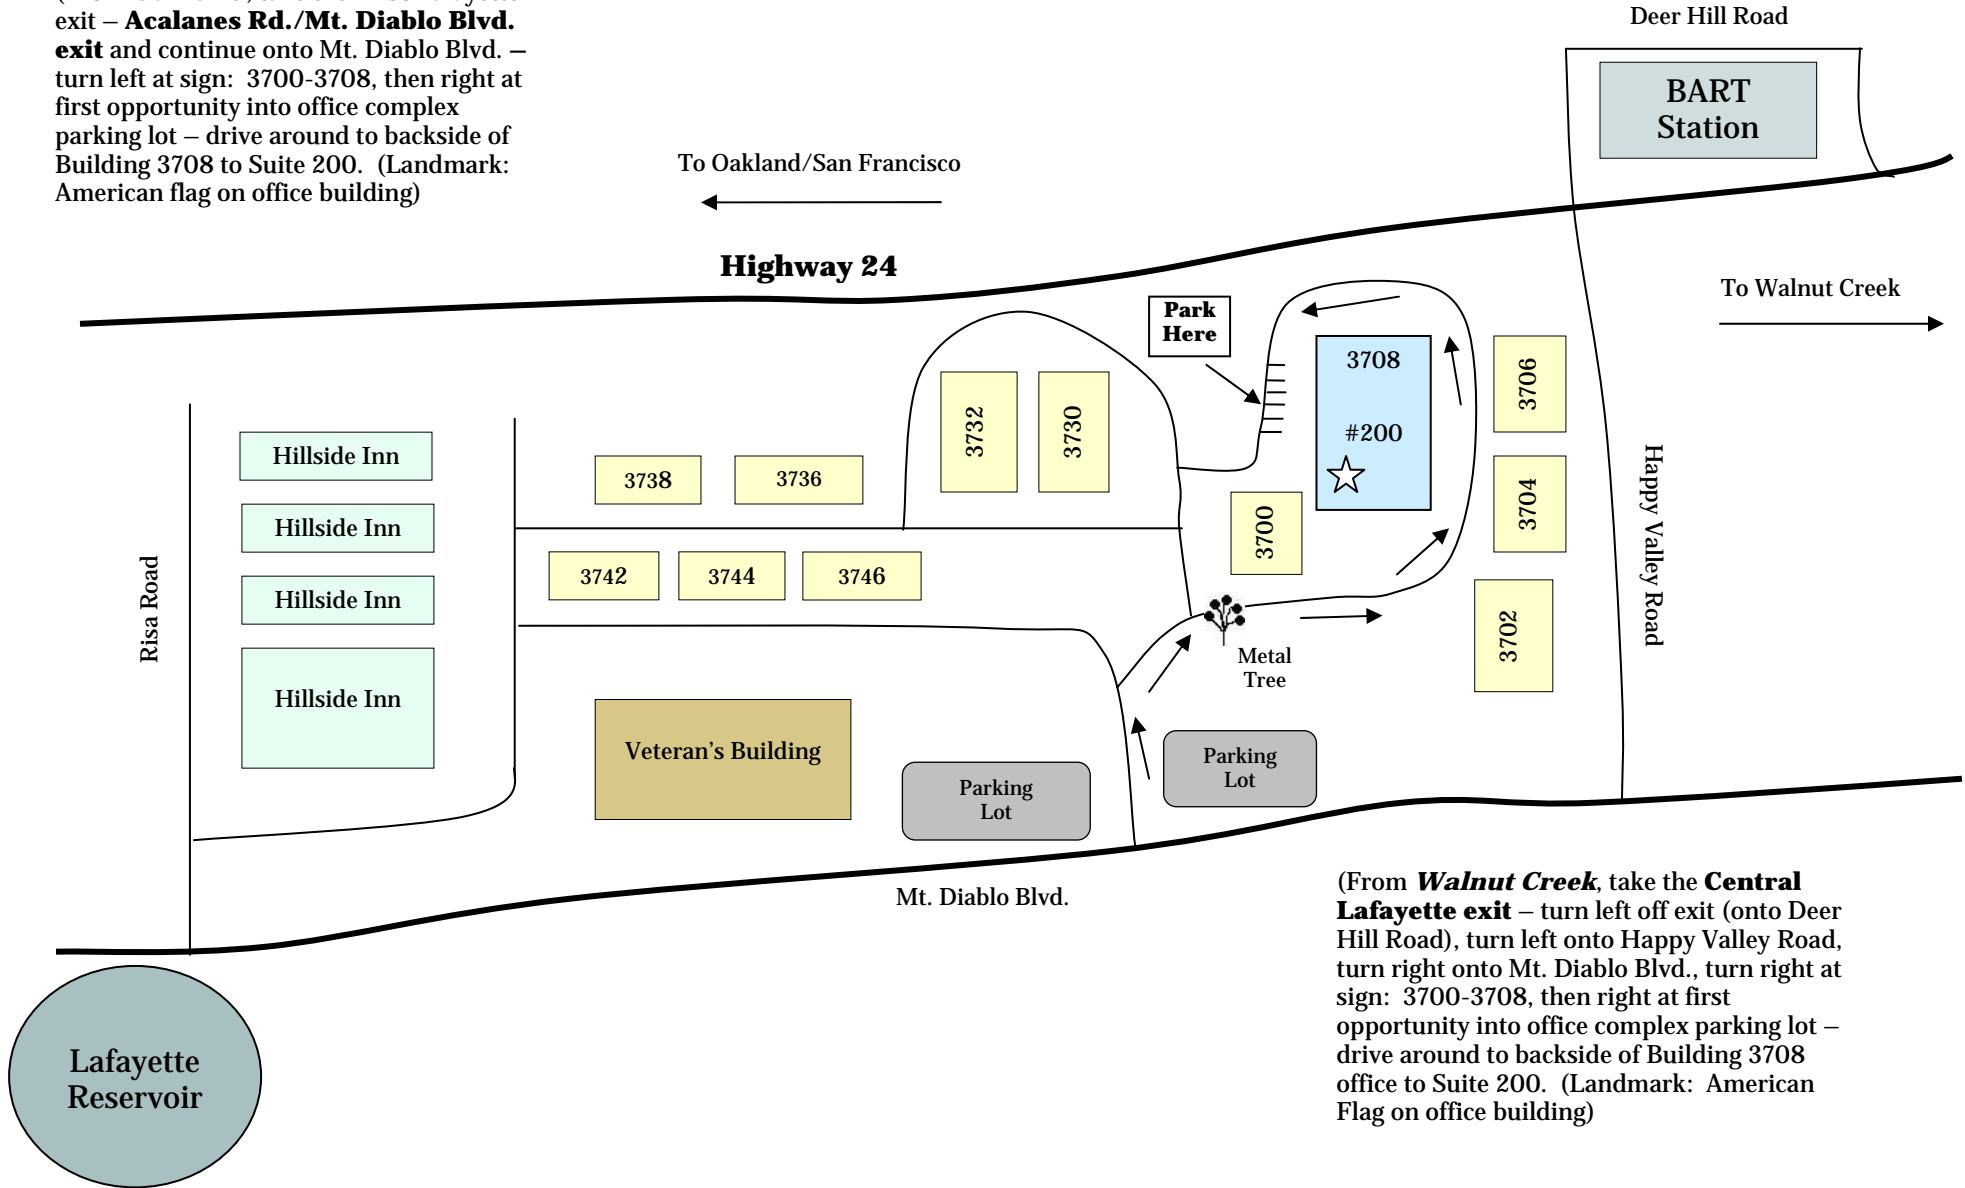 exit – Acalanes Rd./Mt. Diablo Blvd.
exit and continue onto Mt. Diablo Blvd. –
turn left at sign:  3700-3708, then right at
first opportunity into office complex
parking lot – drive around to backside of
Building 3708 to Suite 200.  (Landmark:
American flag on office building)
Deer Hill Road
BART
Station
To Oakland/San Francisco
Highway 24
To Walnut Creek
Park
Here
3708
#200
3706
3704
3702
3700
3732
3730
3738
3736
3742
3744
3746
Hillside Inn
Hillside Inn
Hillside Inn
Hillside Inn
Risa Road
Happy Valley Road
Metal
Tree
Veteran's Building
Parking
Lot
Parking
Lot
Mt. Diablo Blvd.
Lafayette
Reservoir
(From Walnut Creek, take the Central
Lafayette exit – turn left off exit (onto Deer
Hill Road), turn left onto Happy Valley Road,
turn right onto Mt. Diablo Blvd., turn right at
sign:  3700-3708, then right at first
opportunity into office complex parking lot –
drive around to backside of Building 3708
office to Suite 200.  (Landmark:  American
Flag on office building)